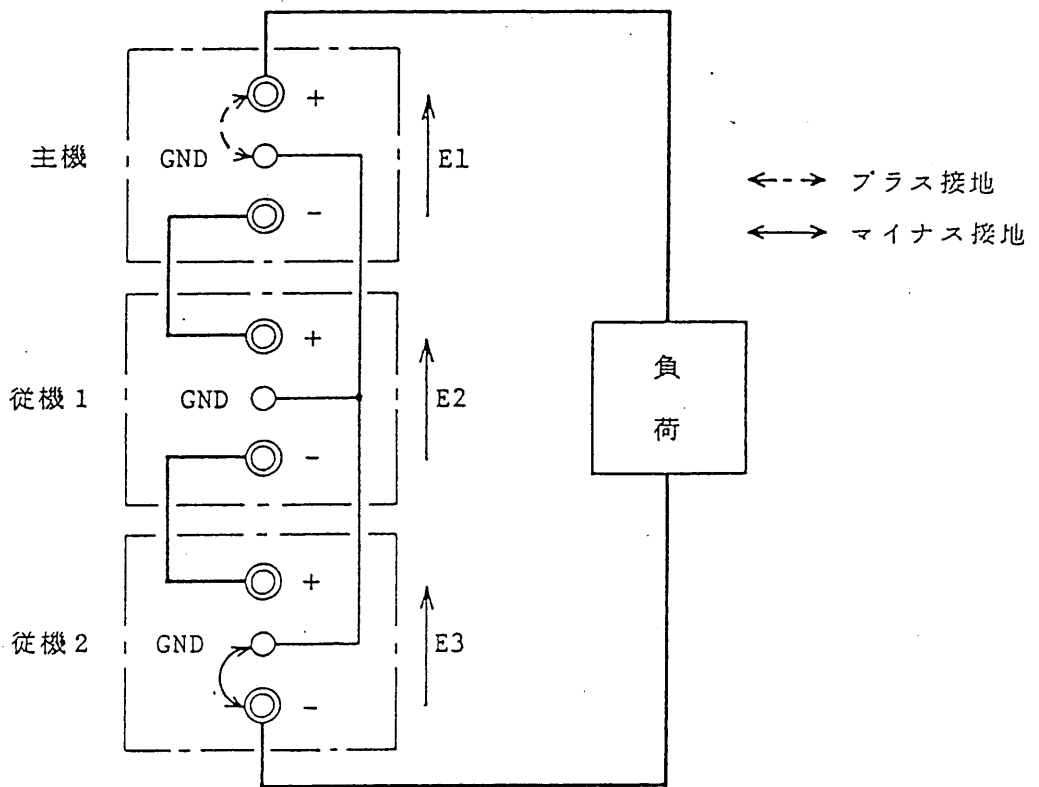 +
主機 GND E1
-
プラス接地
マイナス接地
+
従機1 GND E2
-
負
荷
+
従機2 GND E3
-